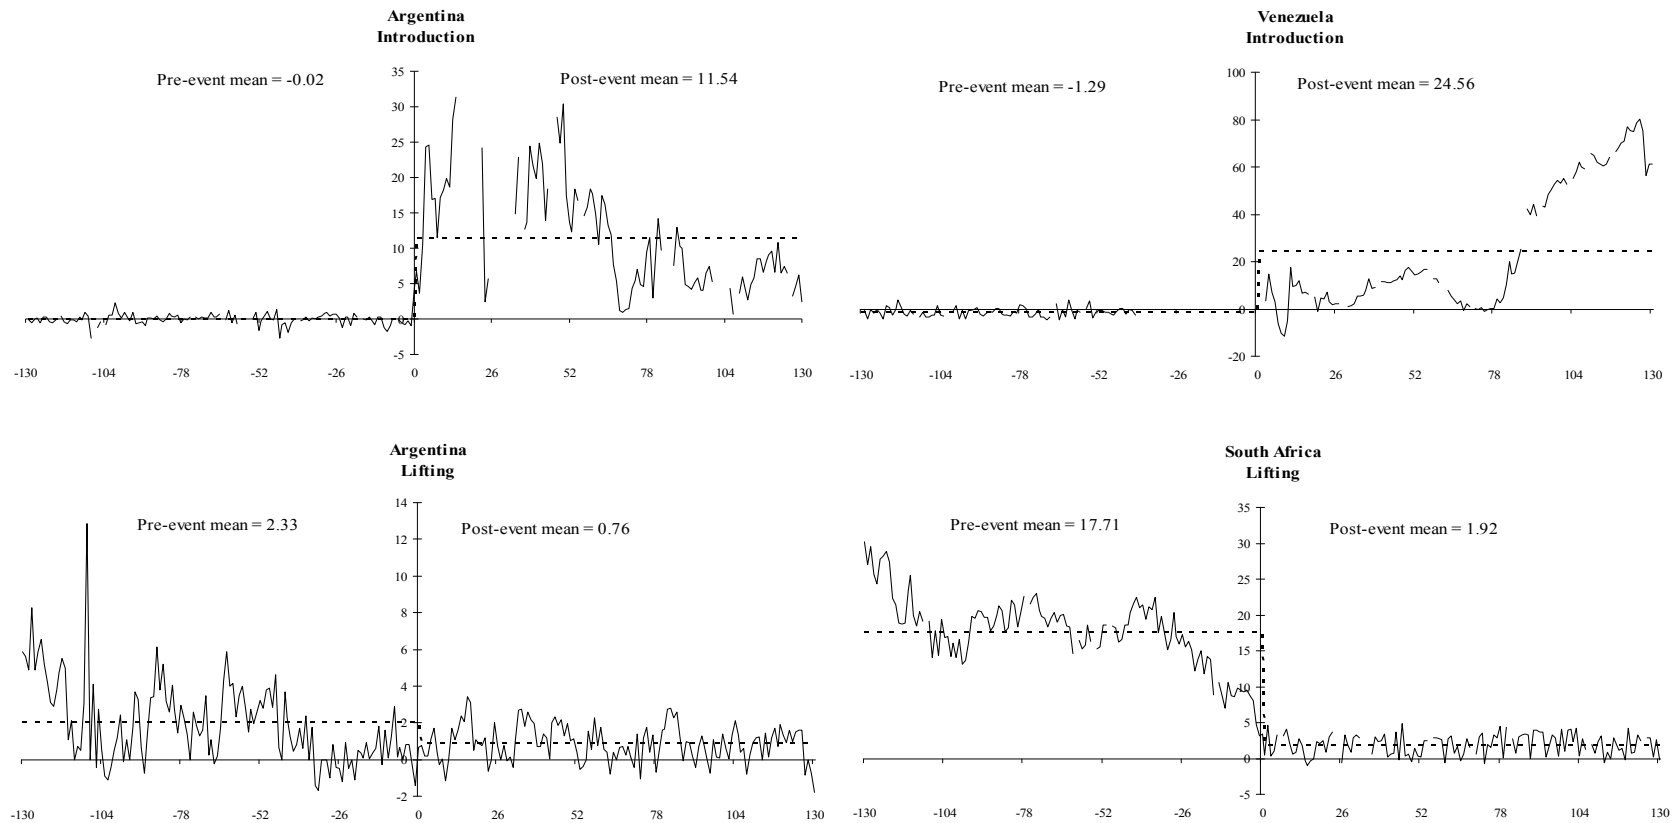 Argentina
Introduction
Pre-event mean = -0.02
Post-event mean = 11.54
35
30
25
20
15
10
5
0
-5
-130 -104 -78 -52 -26 0 26 52 78 104 130
Venezuela
Introduction
Pre-event mean = -1.29
Post-event mean = 24.56
100
80
60
40
20
0
-20
-130 -104 -78 -52 -26 0 26 52 78 104 130
Argentina
Lifting
Pre-event mean = 2.33
Post-event mean = 0.76
14
12
10
8
6
4
2
0
-2
-130 -104 -78 -52 -26 0 26 52 78 104 130
South Africa
Lifting
Pre-event mean = 17.71
Post-event mean = 1.92
35
30
25
20
15
10
5
0
-5
-130 -104 -78 -52 -26 0 26 52 78 104 130